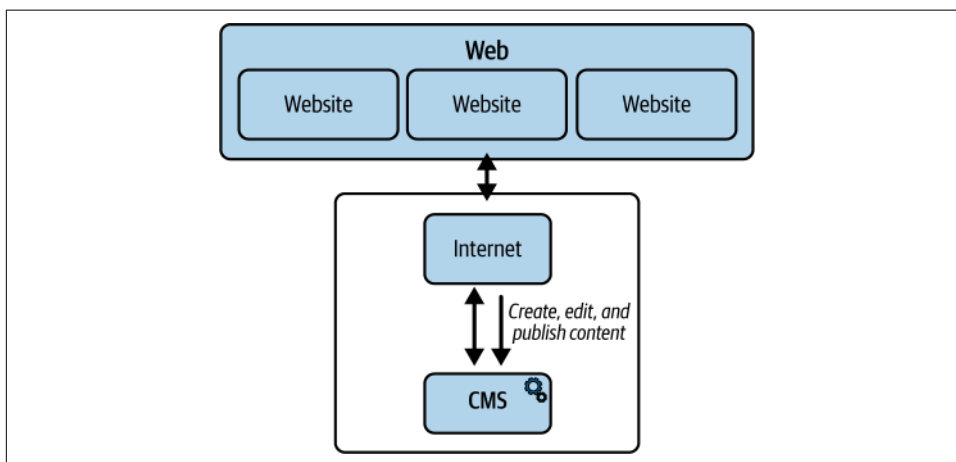 Web
Website
Website
Website
Internet
Create, edit, and
publish content
CMS